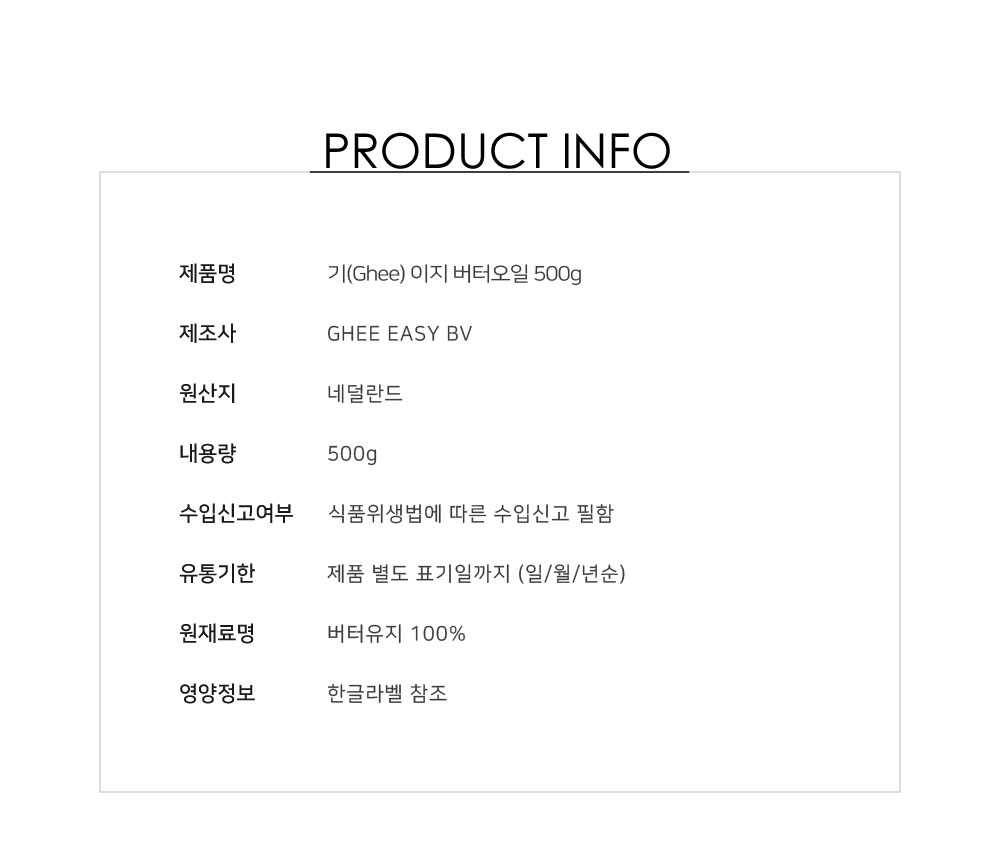 PRODUCT INFO
제품명 기(Ghee) 이지 버터오일 500g
제조사 GHEE EASY BV
원산지 네덜란드
내용량 500g
수입신고여부 식품위생법에 따른 수입신고 필함
유통기한 제품 별도 표기일까지 (일/월/년순)
원재료명 버터유지 100%
영양정보 한글라벨 참조